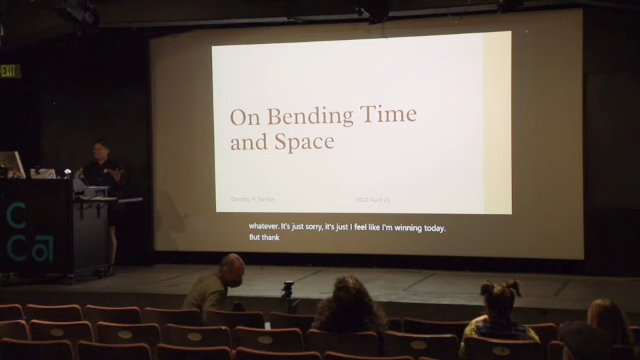 EXIT
On Bending Time
and Space
whatever. It's just sorry, it's just I feel like I'm winning today.
But thank
C